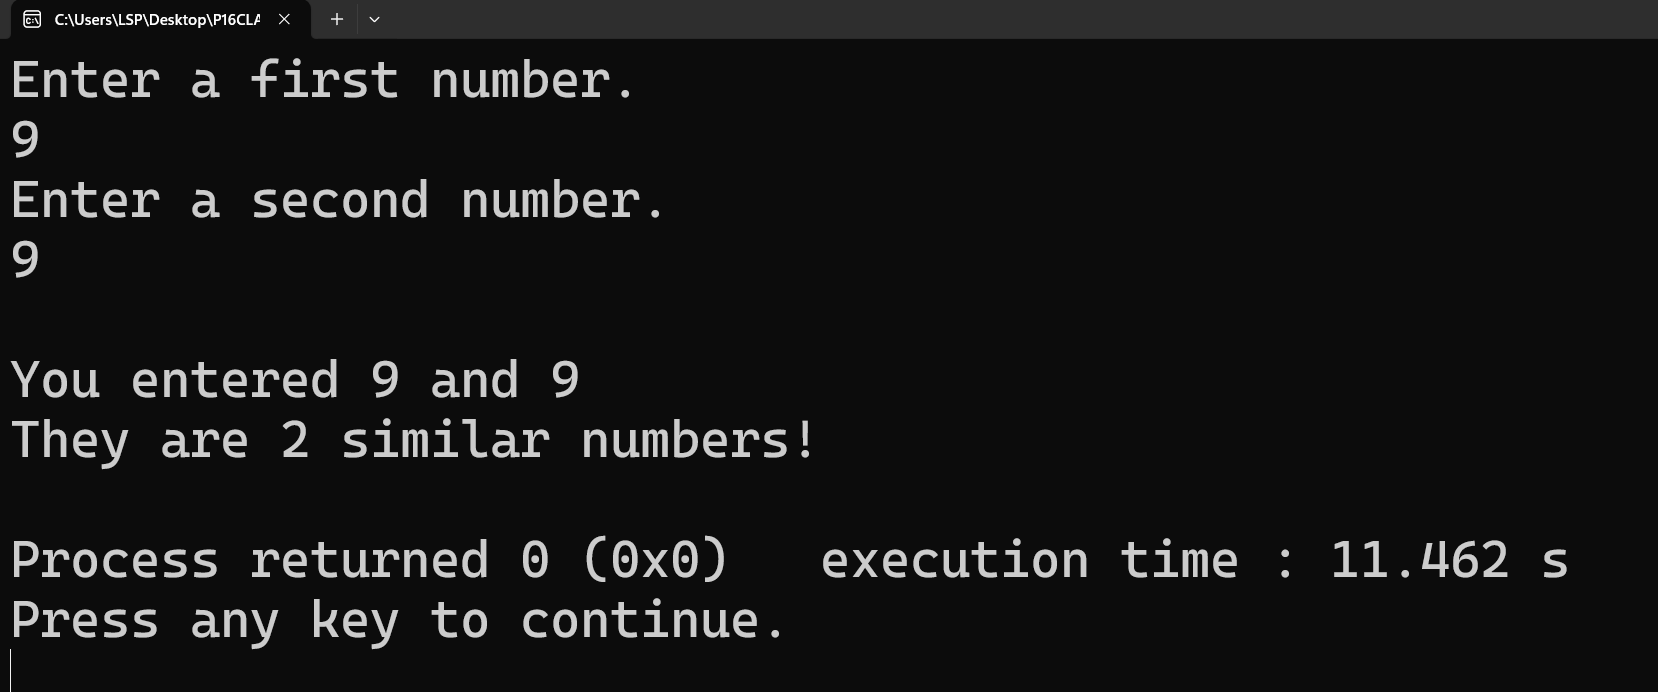 C:\Users\LSP\Desktop\P16CLA
Enter a first number.
9
Enter a second number.
9
You entered 9 and 9
They are 2 similar numbers!
Process returned 0 (0x0)   execution time : 11.462 s
Press any key to continue.